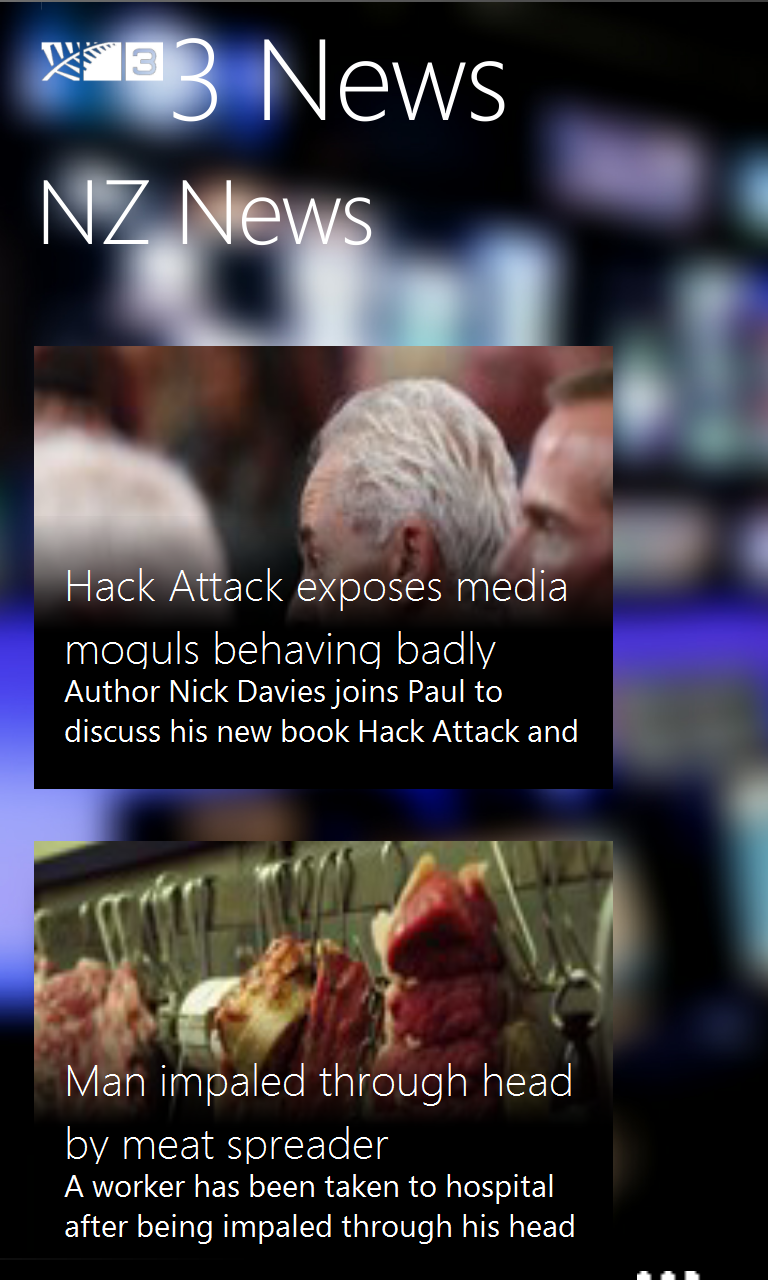 3 3 News
NZ News
Hack Attack exposes media
moguls behaving badly
Author Nick Davies joins Paul to
discuss his new book Hack Attack and
Man impaled through head
by meat spreader
A worker has been taken to hospital
after being impaled through his head